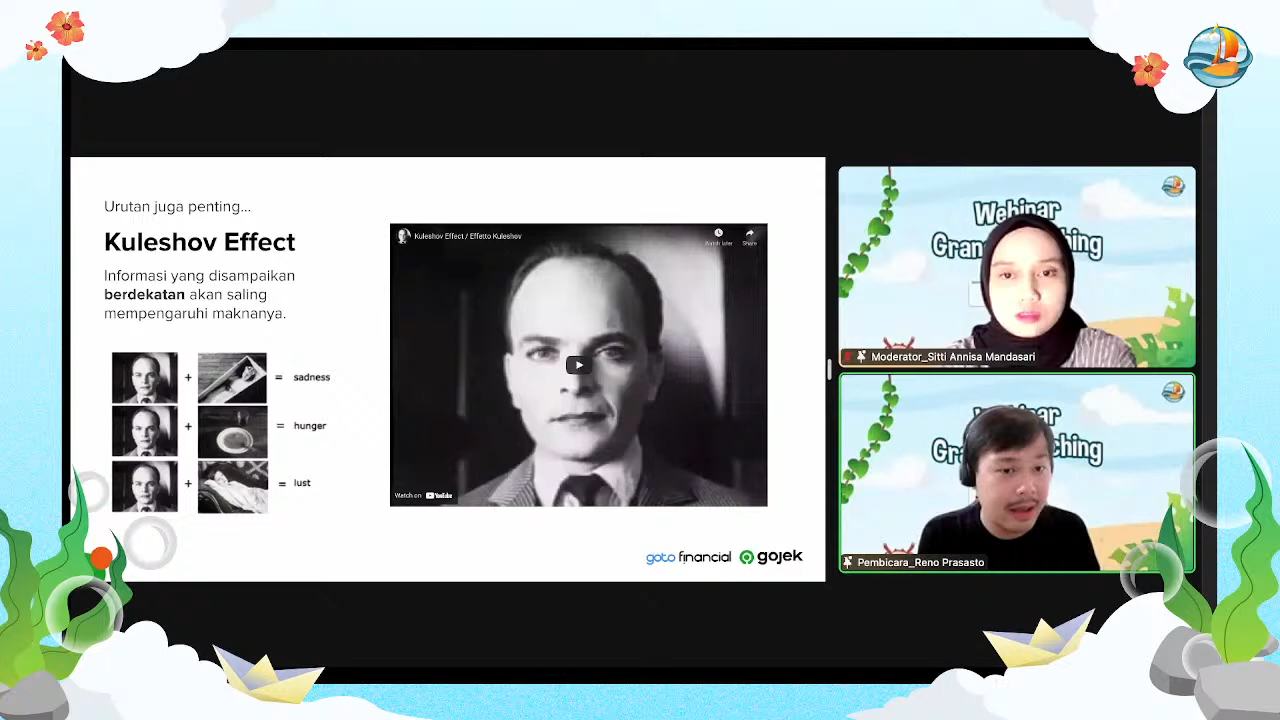 Urutan juga penting...
Kuleshov Effect
Informasi yang disampaikan
berdekatan akan saling
mempengaruhi maknanya.
+ = sadness
+ = hunger
+ = lust
Kuleshov Effect / Effetto Kuleshov
Watch later
Share
Watch on YouTube
goto financial gojek
Webinar
Moderator_Sitti Annisa Mandasari
Pembicara_Reno Prasasto